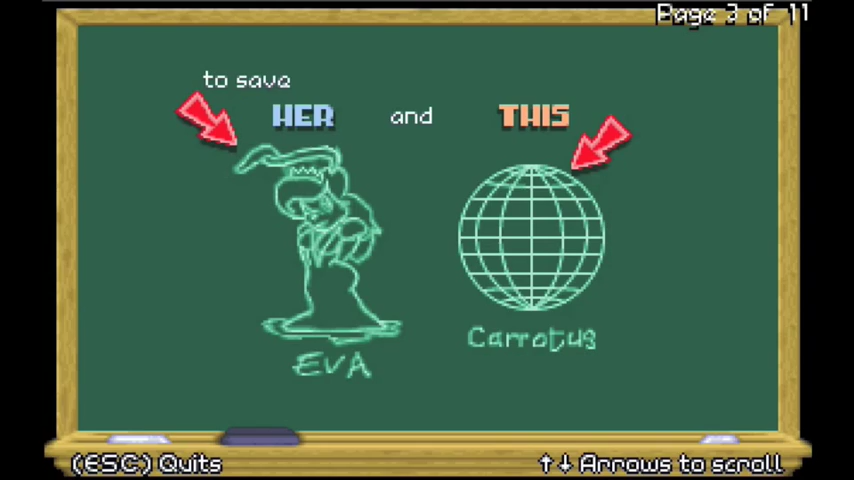 Page 3 of 11
to save
HER and THIS
Carrotus
EVA
(ESC) Quits ↑↓ Arrows to scroll